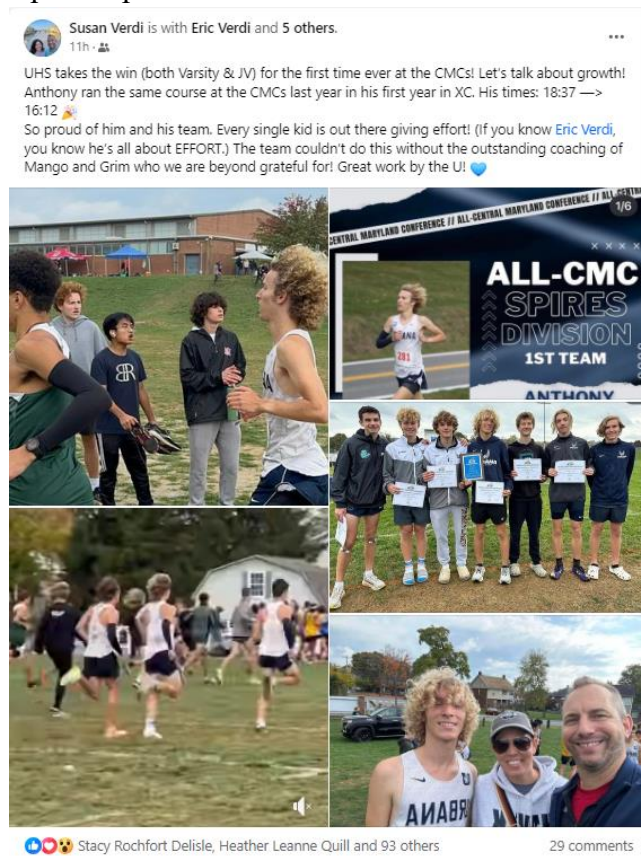 Susan Verdi is with Eric Verdi and 5 others.
11h ·
UHS takes the win (both Varsity & JV) for the first time ever at the CMCs! Let's talk about growth!
Anthony ran the same course at the CMCs last year in his first year in XC. His times: 18:37 —>
16:12 🎉
So proud of him and his team. Every single kid is out there giving effort! (If you know Eric Verdi,
you know he's all about EFFORT.) The team couldn't do this without the outstanding coaching of
Mango and Grim who we are beyond grateful for! Great work by the U! 💙
CENTRAL MARYLAND CONFERENCE // ALL-CENTRAL MARYLAND CONFERENCE // ALL-CENTRAL
1/6
ALL-CMC
SPIRES
DIVISION
1ST TEAM
ANTHONY
ANA
281
BR
URBANA
Stacy Rochfort Delisle, Heather Leanne Quill and 93 others
29 comments